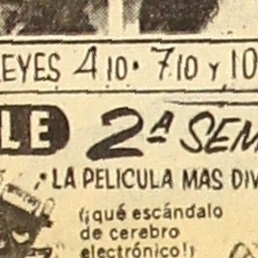 EYES 4 10 · 7.10 Y 10
LE 2ª SEM
LA PELICULA MAS DIV
(¡qué escándalo
de cerebro
electrónico!)